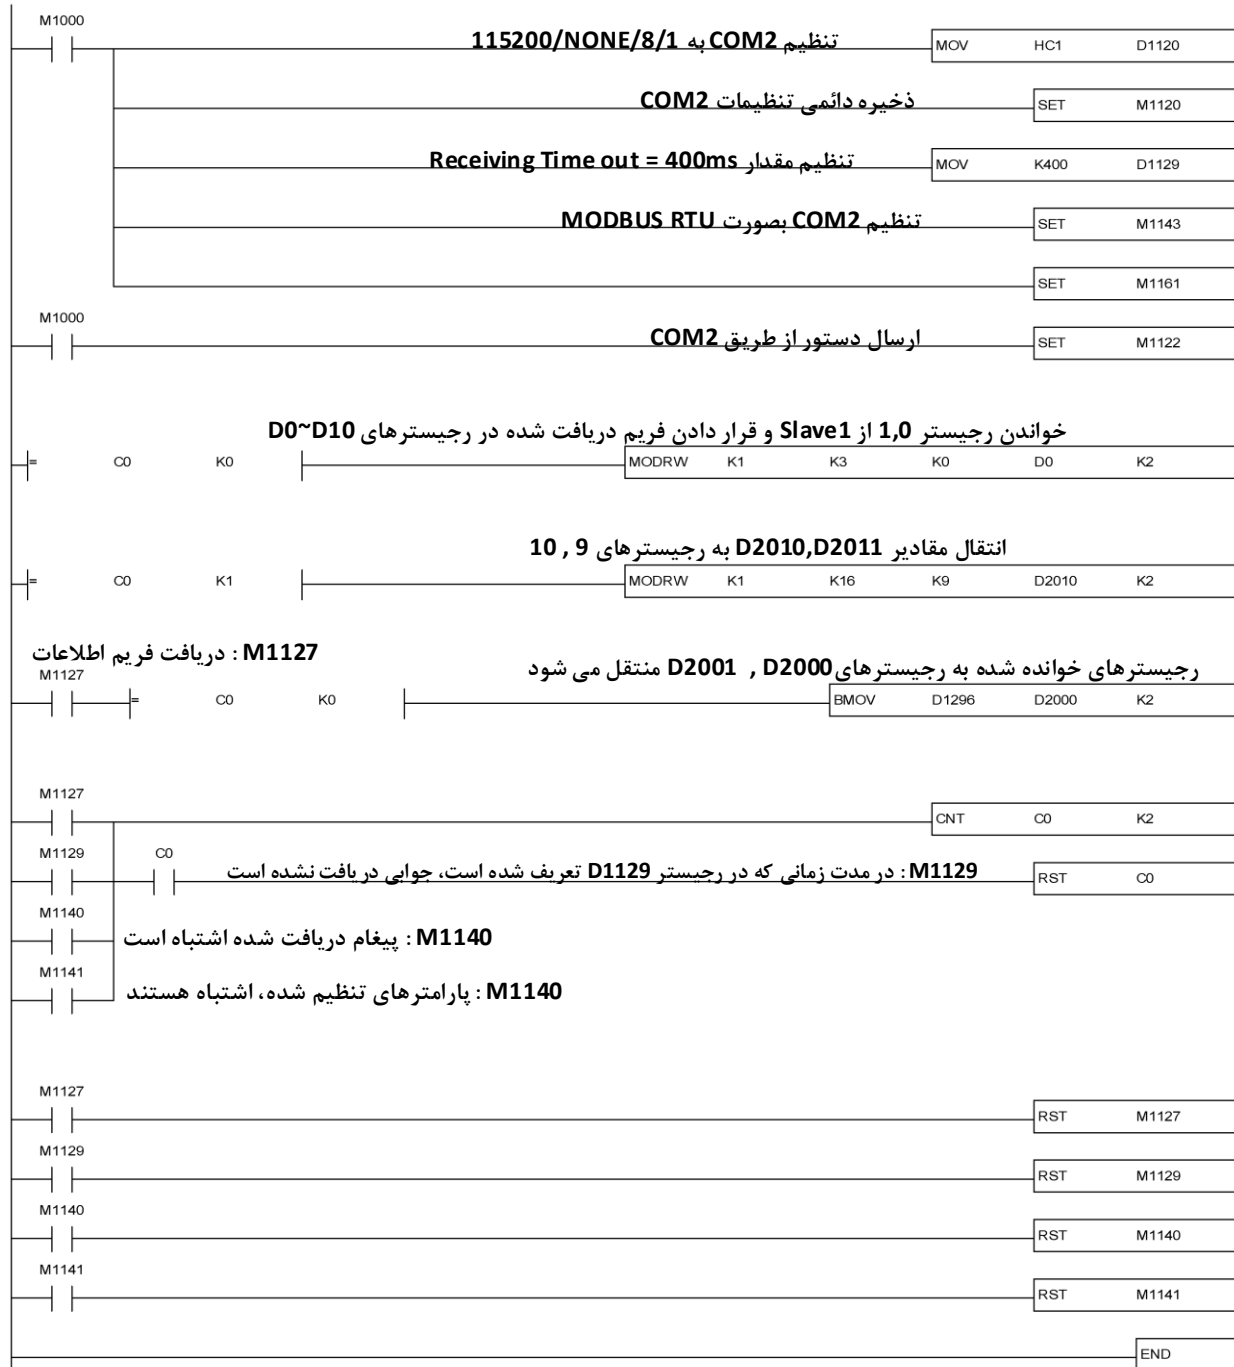 M1000
تنظیم COM2 به 115200/NONE/8/1
MOV HC1 D1120
ذخیره دائمی تنظیمات COM2
SET M1120
تنظیم مقدار Receiving Time out = 400ms
MOV K400 D1129
تنظیم COM2 بصورت MODBUS RTU
SET M1143
SET M1161
M1000
ارسال دستور از طریق COM2
SET M1122
خواندن رجیستر 1,0 از Slave1 و قرار دادن فریم دریافت شده در رجیسترهای D0~D10
= C0 K0
MODRW K1 K3 K0 D0 K2
انتقال مقادیر D2010,D2011 به رجیسترهای 9 , 10
= C0 K1
MODRW K1 K16 K9 D2010 K2
M1127 : دریافت فریم اطلاعات
رجیسترهای خوانده شده به رجیسترهای D2001 , D2000 منتقل می شود
M1127
= C0 K0
BMOV D1296 D2000 K2
M1127
CNT C0 K2
M1129 C0
M1129 : در مدت زمانی که در رجیستر D1129 تعریف شده است، جوابی دریافت نشده است
RST C0
M1140
M1140 : پیغام دریافت شده اشتباه است
M1141
M1140 : پارامترهای تنظیم شده، اشتباه هستند
M1127
RST M1127
M1129
RST M1129
M1140
RST M1140
M1141
RST M1141
END